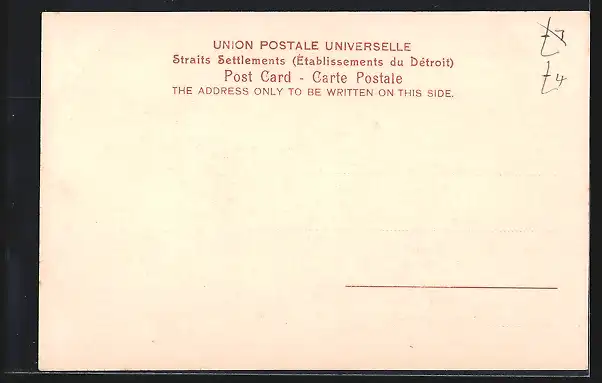 UNION POSTALE UNIVERSELLE
Straits Settlements (Établissements du Détroit)
Post Card - Carte Postale
THE ADDRESS ONLY TO BE WRITTEN ON THIS SIDE.